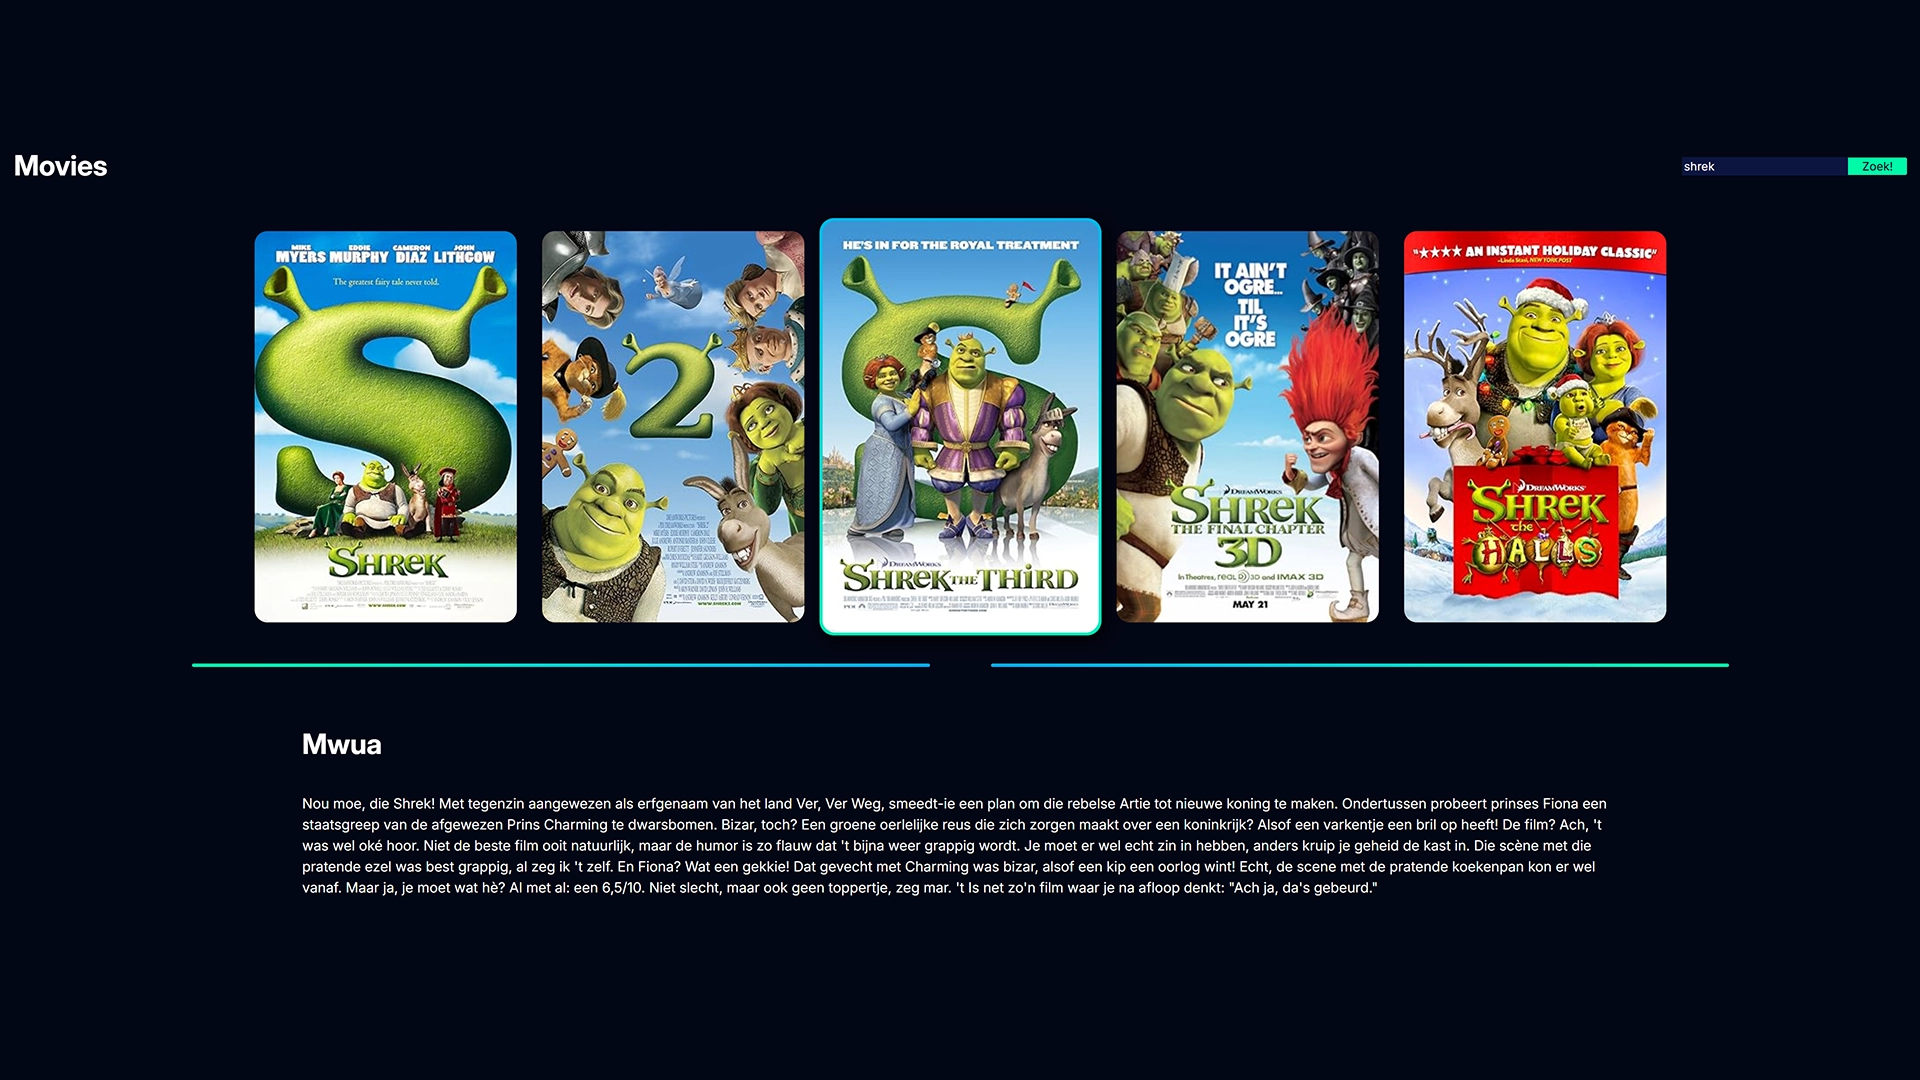 Movies
shrek
Zoek!
MIKE EDDIE CAMERON JOHN
MYERS MURPHY DIAZ LITHGOW
The greatest fairy tale never told.
SHREK
WWW.SHREK.COM
2
WWW.SHREK2.COM
HE'S IN FOR THE ROYAL TREATMENT
DREAMWORKS
SHREK THE THIRD
IT AIN'T
OGRE...
TIL
IT'S
OGRE
DREAMWORKS
SHREK
THE FINAL CHAPTER
3D
In Theatres, REAL D 3D and IMAX 3D
MAY 21
"★★★★ AN INSTANT HOLIDAY CLASSIC"
-Linda Stasi, NEW YORK POST
DREAMWORKS
SHREK
the
HALLS
Mwua
Nou moe, die Shrek! Met tegenzin aangewezen als erfgenaam van het land Ver, Ver Weg, smeedt-ie een plan om die rebelse Artie tot nieuwe koning te maken. Ondertussen probeert prinses Fiona een
staatsgreep van de afgewezen Prins Charming te dwarsbomen. Bizar, toch? Een groene oerlelijke reus die zich zorgen maakt over een koninkrijk? Alsof een varkentje een bril op heeft! De film? Ach, 't
was wel oké hoor. Niet de beste film ooit natuurlijk, maar de humor is zo flauw dat 't bijna weer grappig wordt. Je moet er wel echt zin in hebben, anders kruip je geheid de kast in. Die scène met die
pratende ezel was best grappig, al zeg ik 't zelf. En Fiona? Wat een gekkie! Dat gevecht met Charming was bizar, alsof een kip een oorlog wint! Echt, de scene met de pratende koekenpan kon er wel
vanaf. Maar ja, je moet wat hè? Al met al: een 6,5/10. Niet slecht, maar ook geen toppertje, zeg mar. 't Is net zo'n film waar je na afloop denkt: "Ach ja, da's gebeurd."